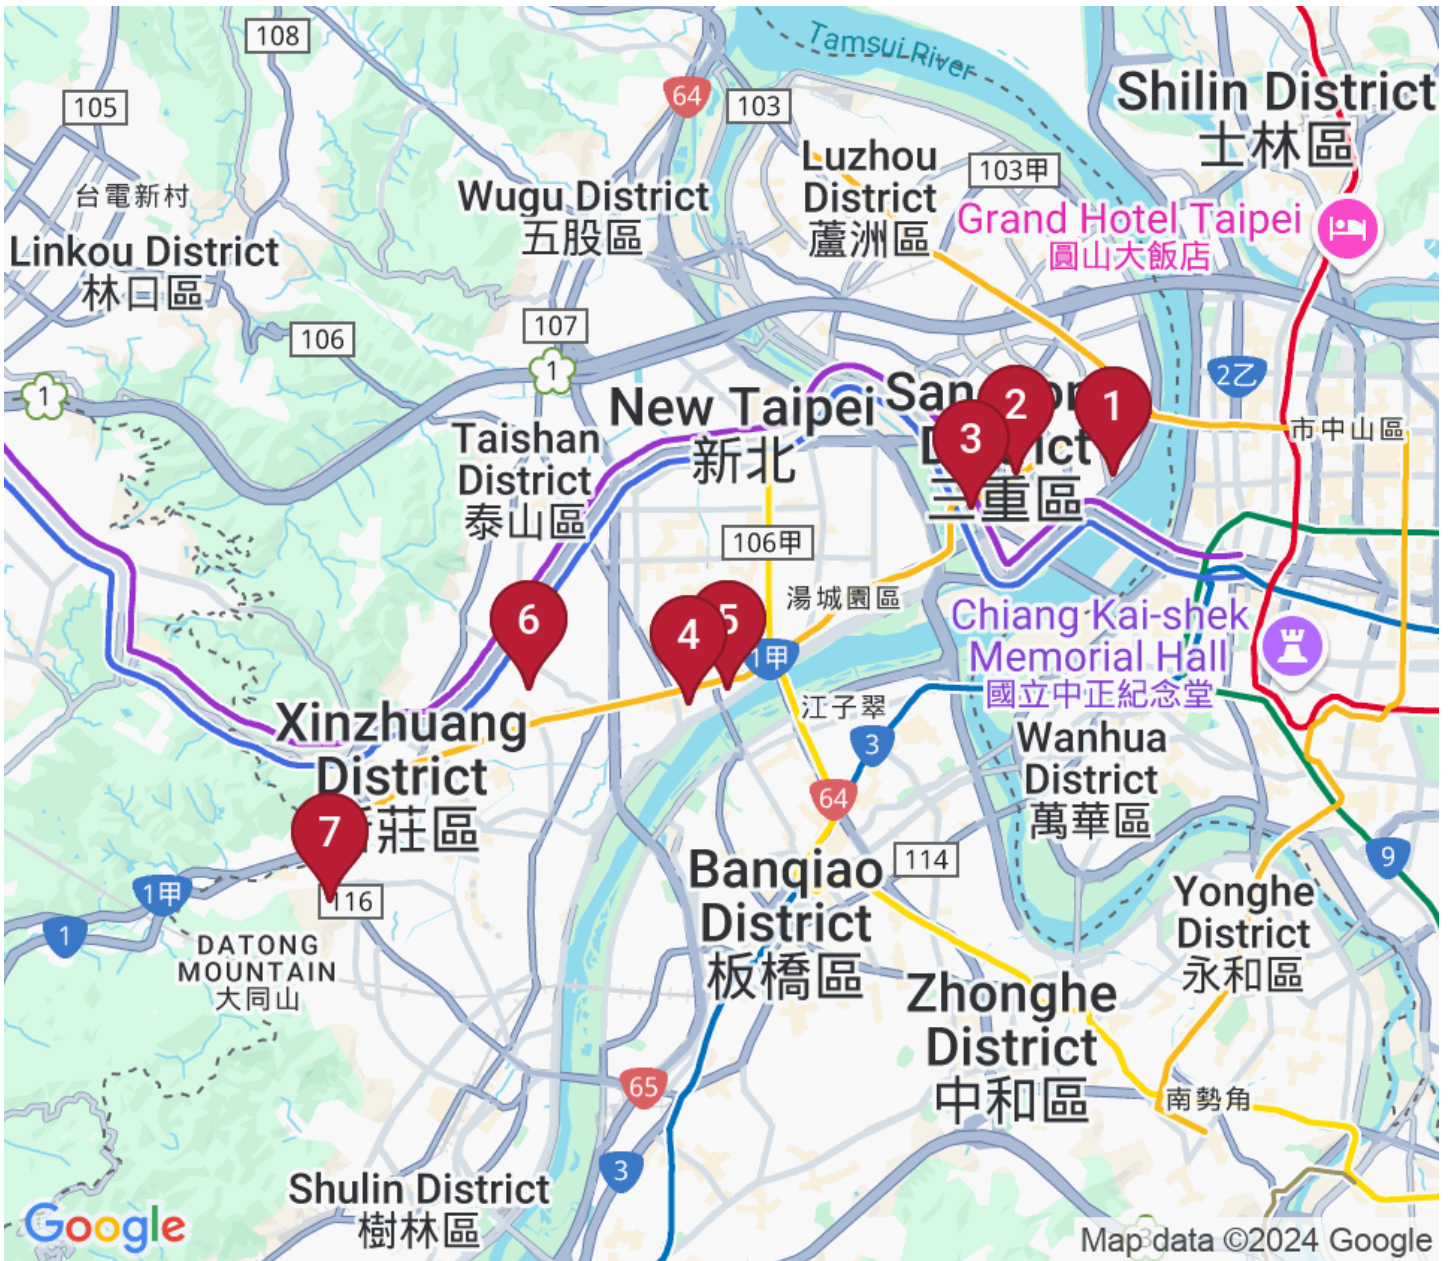 108
105
64
103
Tamsui River
Shilin District
士林區
Luzhou
District
蘆洲區
103甲
台電新村
Wugu District
五股區
Grand Hotel Taipei
圓山大飯店
Linkou District
林口區
107
106
1
1
2乙
New Taipei
新北
San
District
三重區
2
1
3
市中山區
Taishan
District
泰山區
106甲
湯城園區
6
4
5
1甲
Chiang Kai-shek
Memorial Hall
國立中正紀念堂
江子翠
3
Xinzhuang
District
莊區
Wanhua
District
萬華區
64
7
116
1甲
1
Banqiao
District
板橋區
114
9
Yonghe
District
永和區
DATONG
MOUNTAIN
大同山
Zhonghe
District
中和區
65
南勢角
3
Shulin District
樹林區
Google
3
Map data ©2024 Google